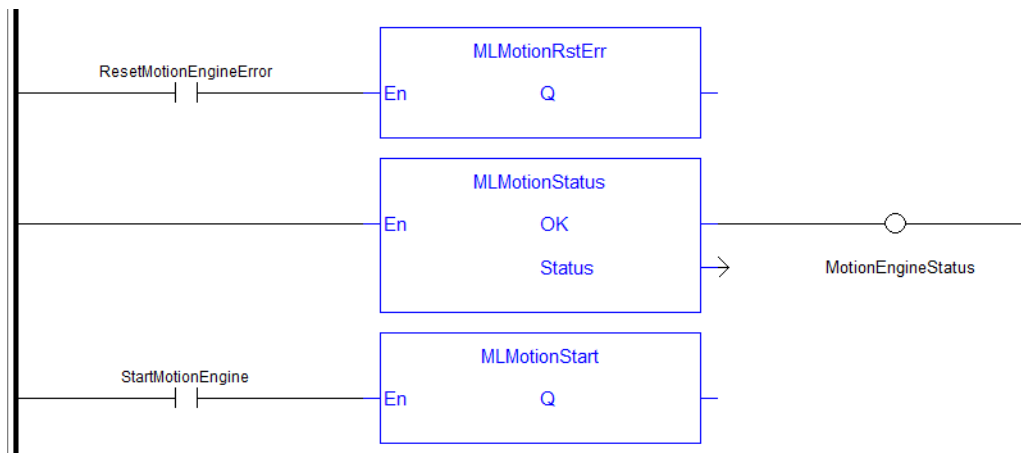 MLMotionRstErr
ResetMotionEngineError
En Q
MLMotionStatus
En OK
Status
MotionEngineStatus
MLMotionStart
StartMotionEngine
En Q